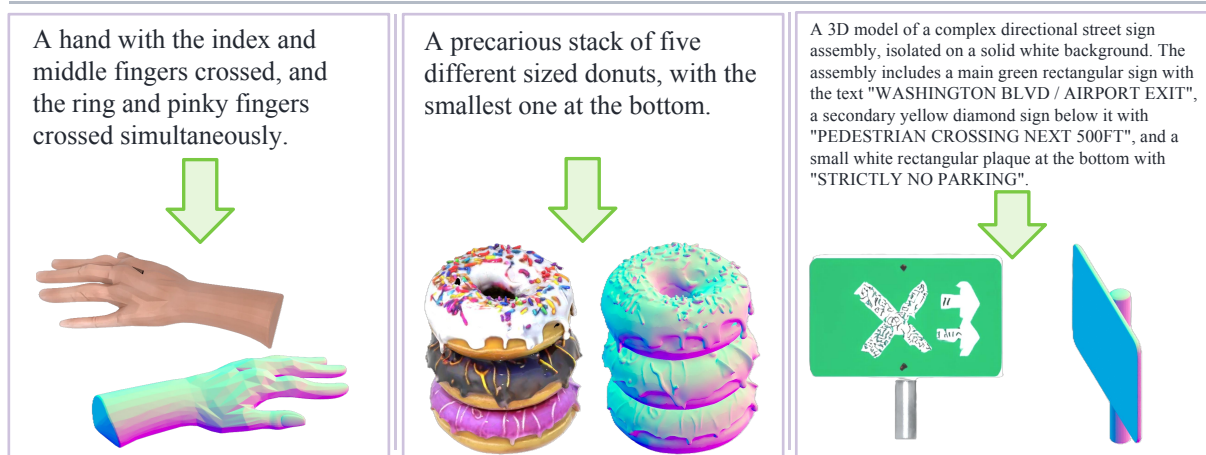 A hand with the index and
middle fingers crossed, and
the ring and pinky fingers
crossed simultaneously.
A precarious stack of five
different sized donuts, with the
smallest one at the bottom.
A 3D model of a complex directional street sign
assembly, isolated on a solid white background. The
assembly includes a main green rectangular sign with
the text "WASHINGTON BLVD / AIRPORT EXIT",
a secondary yellow diamond sign below it with
"PEDESTRIAN CROSSING NEXT 500FT", and a
small white rectangular plaque at the bottom with
"STRICTLY NO PARKING".